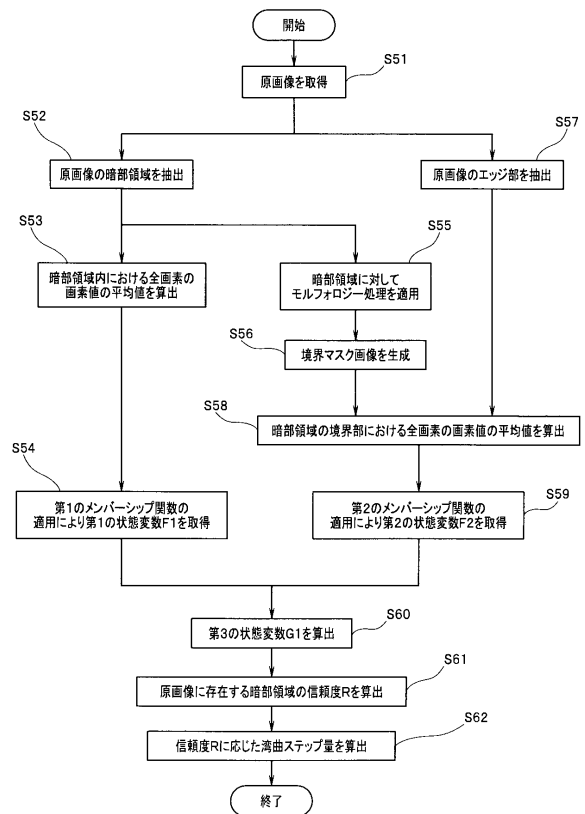 開始
S51
原画像を取得
S52
原画像の暗部領域を抽出
S57
原画像のエッジ部を抽出
S53
暗部領域内における全画素の
画素値の平均値を算出
S55
暗部領域に対して
モルフォロジー処理を適用
S56
境界マスク画像を生成
S58
暗部領域の境界部における全画素の画素値の平均値を算出
S54
第1のメンバーシップ関数の
適用により第1の状態変数F1を取得
第2のメンバーシップ関数の
適用により第2の状態変数F2を取得
S59
第3の状態変数G1を算出
S60
原画像に存在する暗部領域の信頼度Rを算出
S61
信頼度Rに応じた湾曲ステップ量を算出
S62
終了